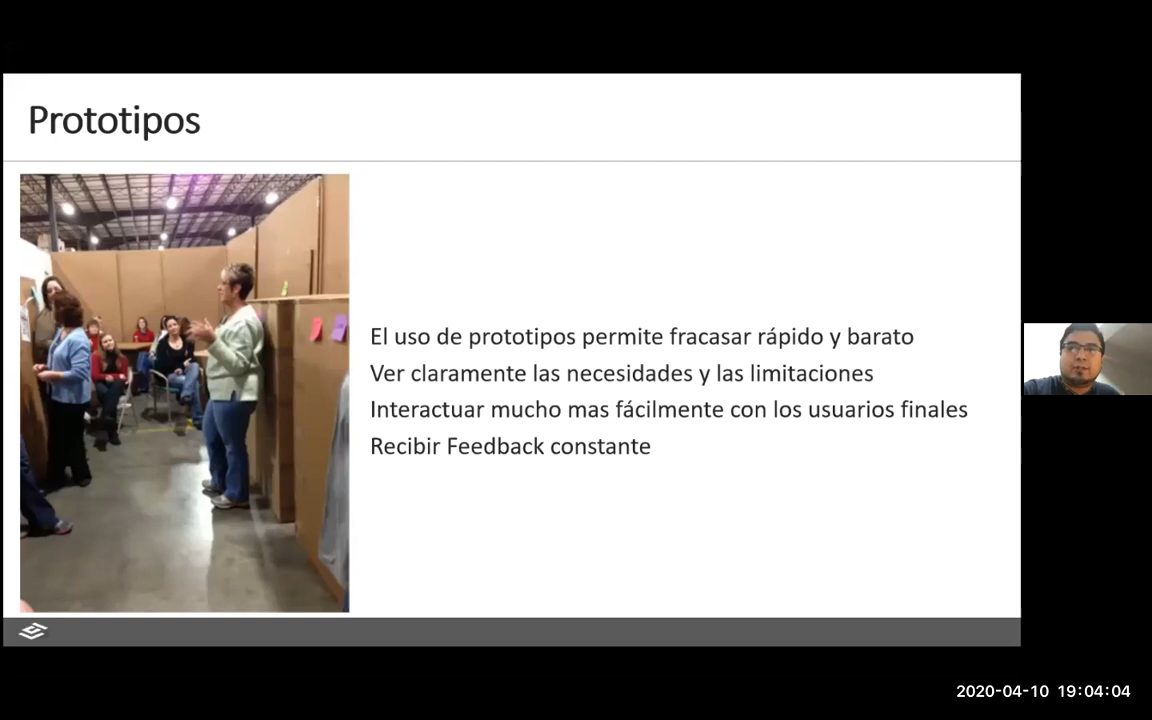 Prototipos
El uso de prototipos permite fracasar rápido y barato
Ver claramente las necesidades y las limitaciones
Interactuar mucho mas fácilmente con los usuarios finales
Recibir Feedback constante
2020-04-10 19:04:04